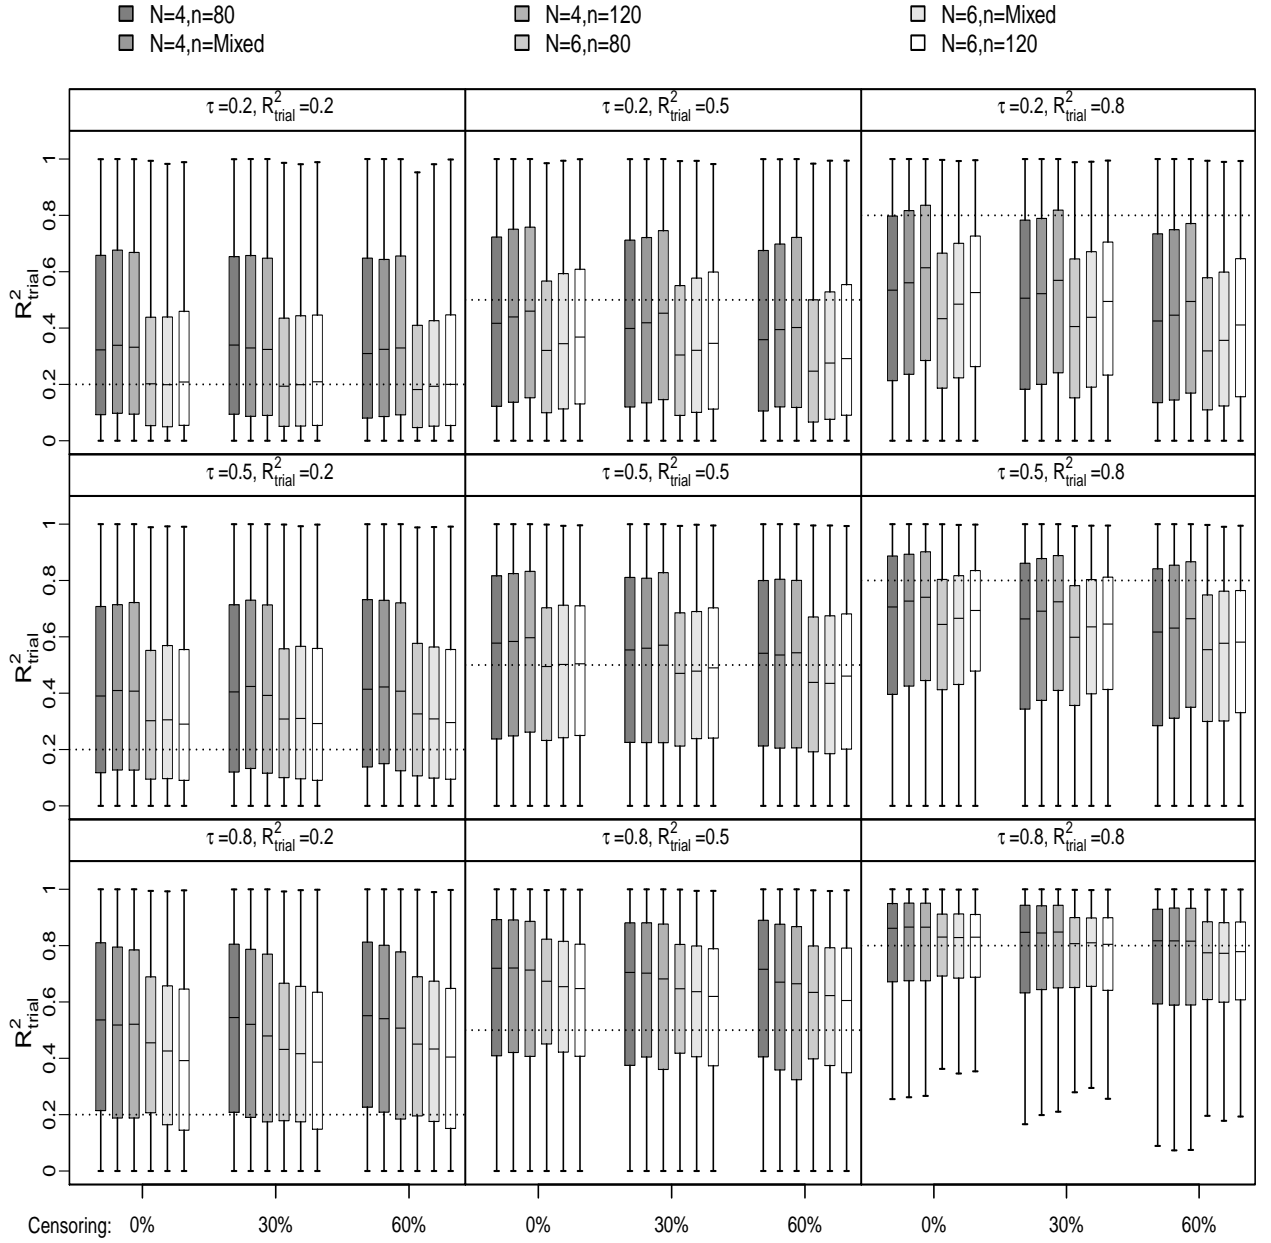 N=4,n=80 N=4,n=120 N=6,n=Mixed
N=4,n=Mixed N=6,n=80 N=6,n=120
τ=0.2, R²trial=0.2 τ=0.2, R²trial=0.5 τ=0.2, R²trial=0.8
R²trial
0 0.2 0.4 0.6 0.8 1
τ=0.5, R²trial=0.2 τ=0.5, R²trial=0.5 τ=0.5, R²trial=0.8
R²trial
0 0.2 0.4 0.6 0.8 1
τ=0.8, R²trial=0.2 τ=0.8, R²trial=0.5 τ=0.8, R²trial=0.8
R²trial
0 0.2 0.4 0.6 0.8 1
Censoring: 0% 30% 60% 0% 30% 60% 0% 30% 60%